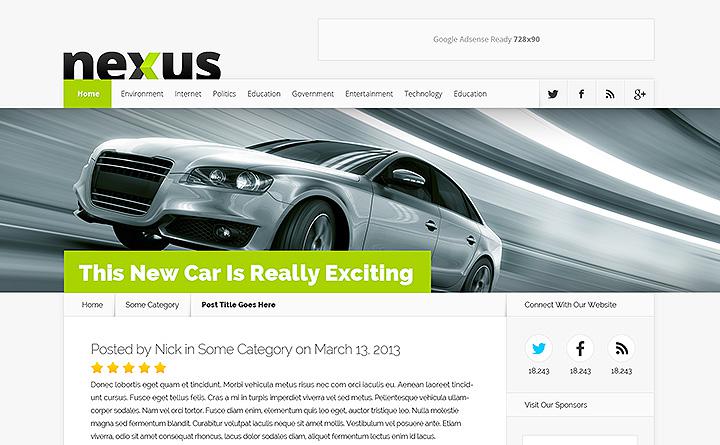 Google Adsense Ready 728x90
nexus
Home Environment Internet Politics Education Government Entertainment Technology Education
This New Car Is Really Exciting
Home Some Category Post Title Goes Here
Connect With Our Website
Posted by Nick in Some Category on March 13, 2013
18,243 18,243 18,243
Donec lobortis eget quam et tincidunt. Morbi vehicula metus risus nec com orci iaculis eu. Aenean laoreet tincid-
unt cursus. Fusce eget tellus felis. Cras a mi in turpis imperdiet viverra vel sed metus. Pellentesque vehicula ullam-
corper sodales. Nam vel orci tortor. Fusce diam enim, elementum quis leo eget, auctor tristique leo. Nulla molestie
magna sed fermentum blandit. Curabitur volutpat iaculis neque sit amet mollis. Vestibulum vel posuere ante. Etiam
viverra, odio sit amet consequat rhoncus, lacus dolor sodales diam, aliquet fermentum lectus enim id lacus.
Visit Our Sponsors